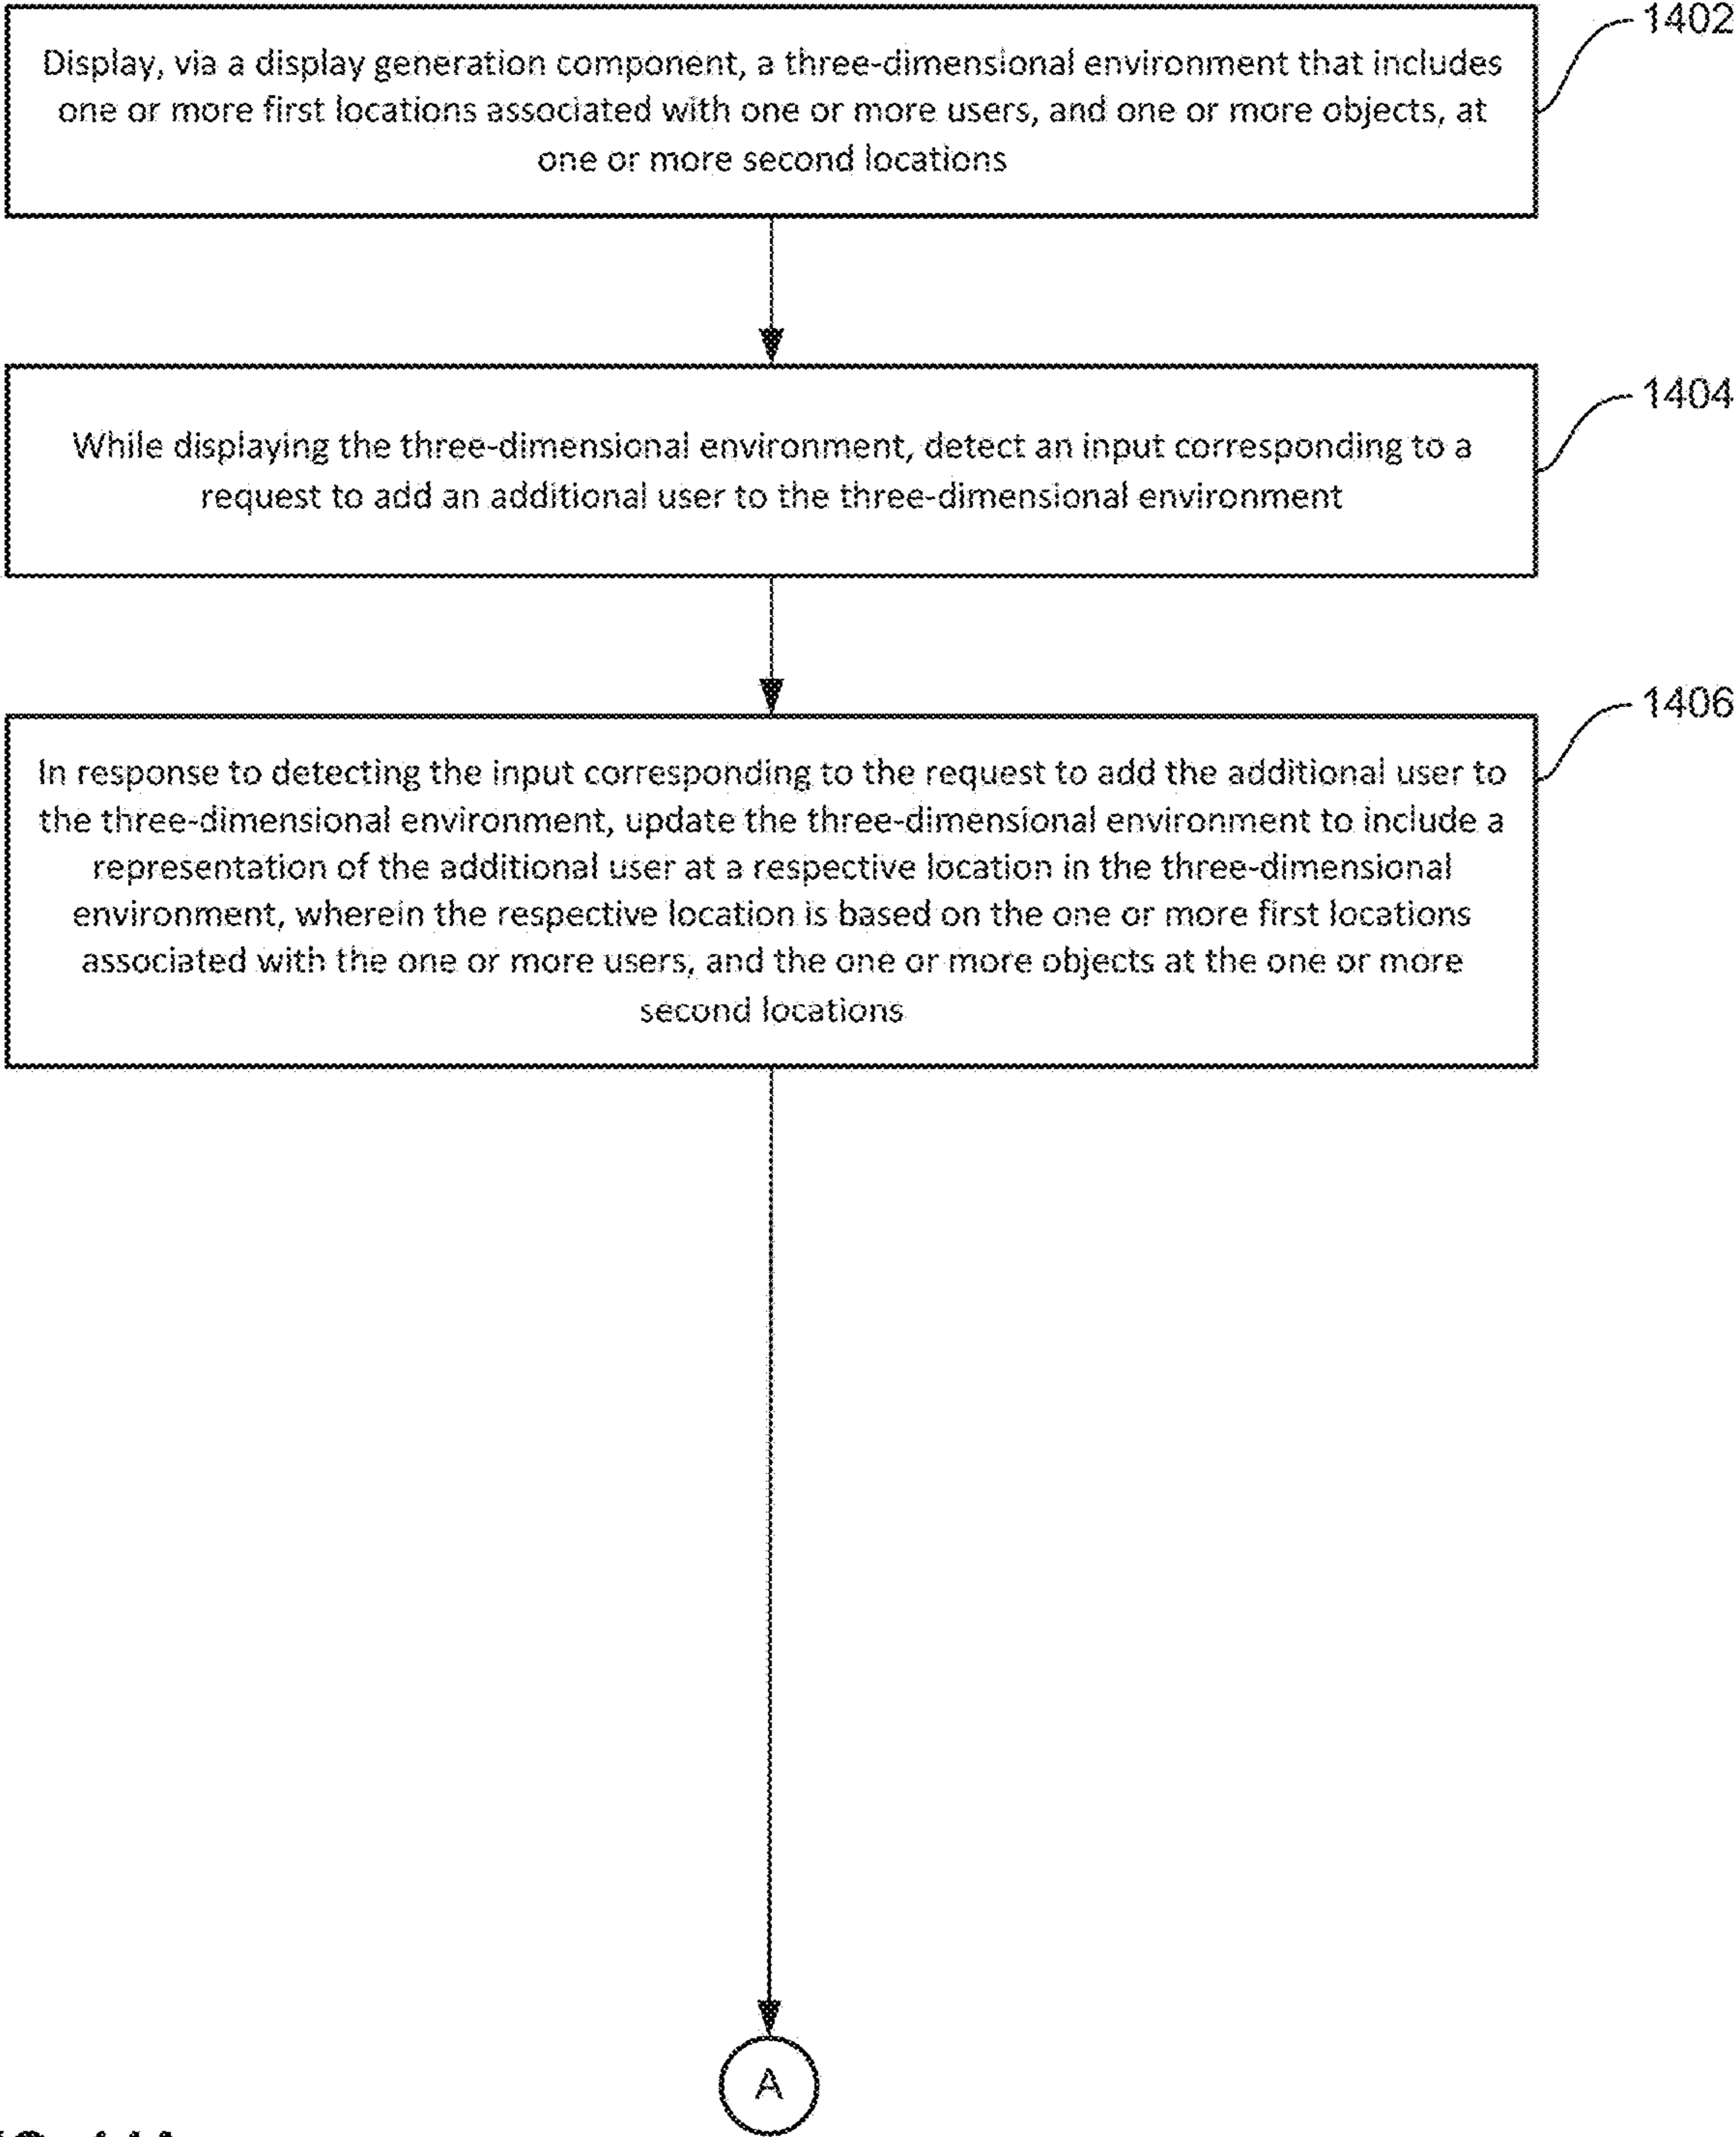 1402
Display, via a display generation component, a three-dimensional environment that includes
one or more first locations associated with one or more users, and one or more objects, at
one or more second locations
1404
While displaying the three-dimensional environment, detect an input corresponding to a
request to add an additional user to the three-dimensional environment
1406
In response to detecting the input corresponding to the request to add the additional user to
the three-dimensional environment, update the three-dimensional environment to include a
representation of the additional user at a respective location in the three-dimensional
environment, wherein the respective location is based on the one or more first locations
associated with the one or more users, and the one or more objects at the one or more
second locations
A